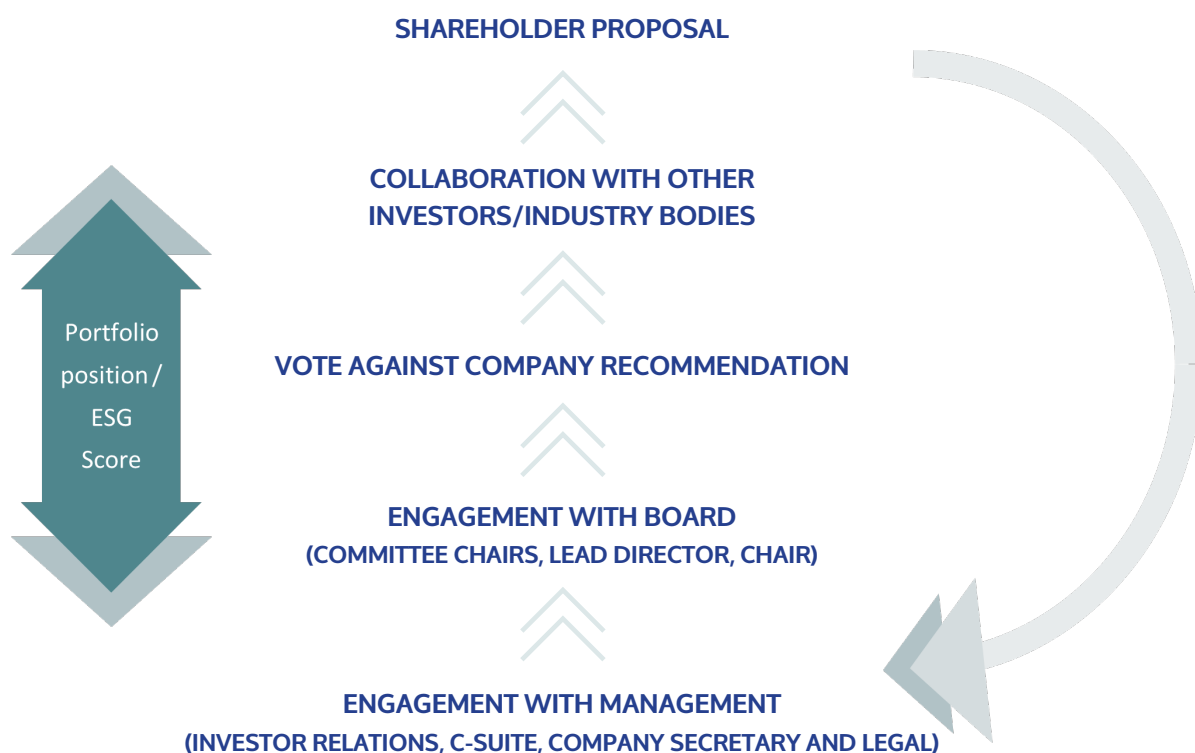 SHAREHOLDER PROPOSAL
COLLABORATION WITH OTHER
INVESTORS/INDUSTRY BODIES
Portfolio
position /
ESG
Score
VOTE AGAINST COMPANY RECOMMENDATION
ENGAGEMENT WITH BOARD
(COMMITTEE CHAIRS, LEAD DIRECTOR, CHAIR)
ENGAGEMENT WITH MANAGEMENT
(INVESTOR RELATIONS, C-SUITE, COMPANY SECRETARY AND LEGAL)